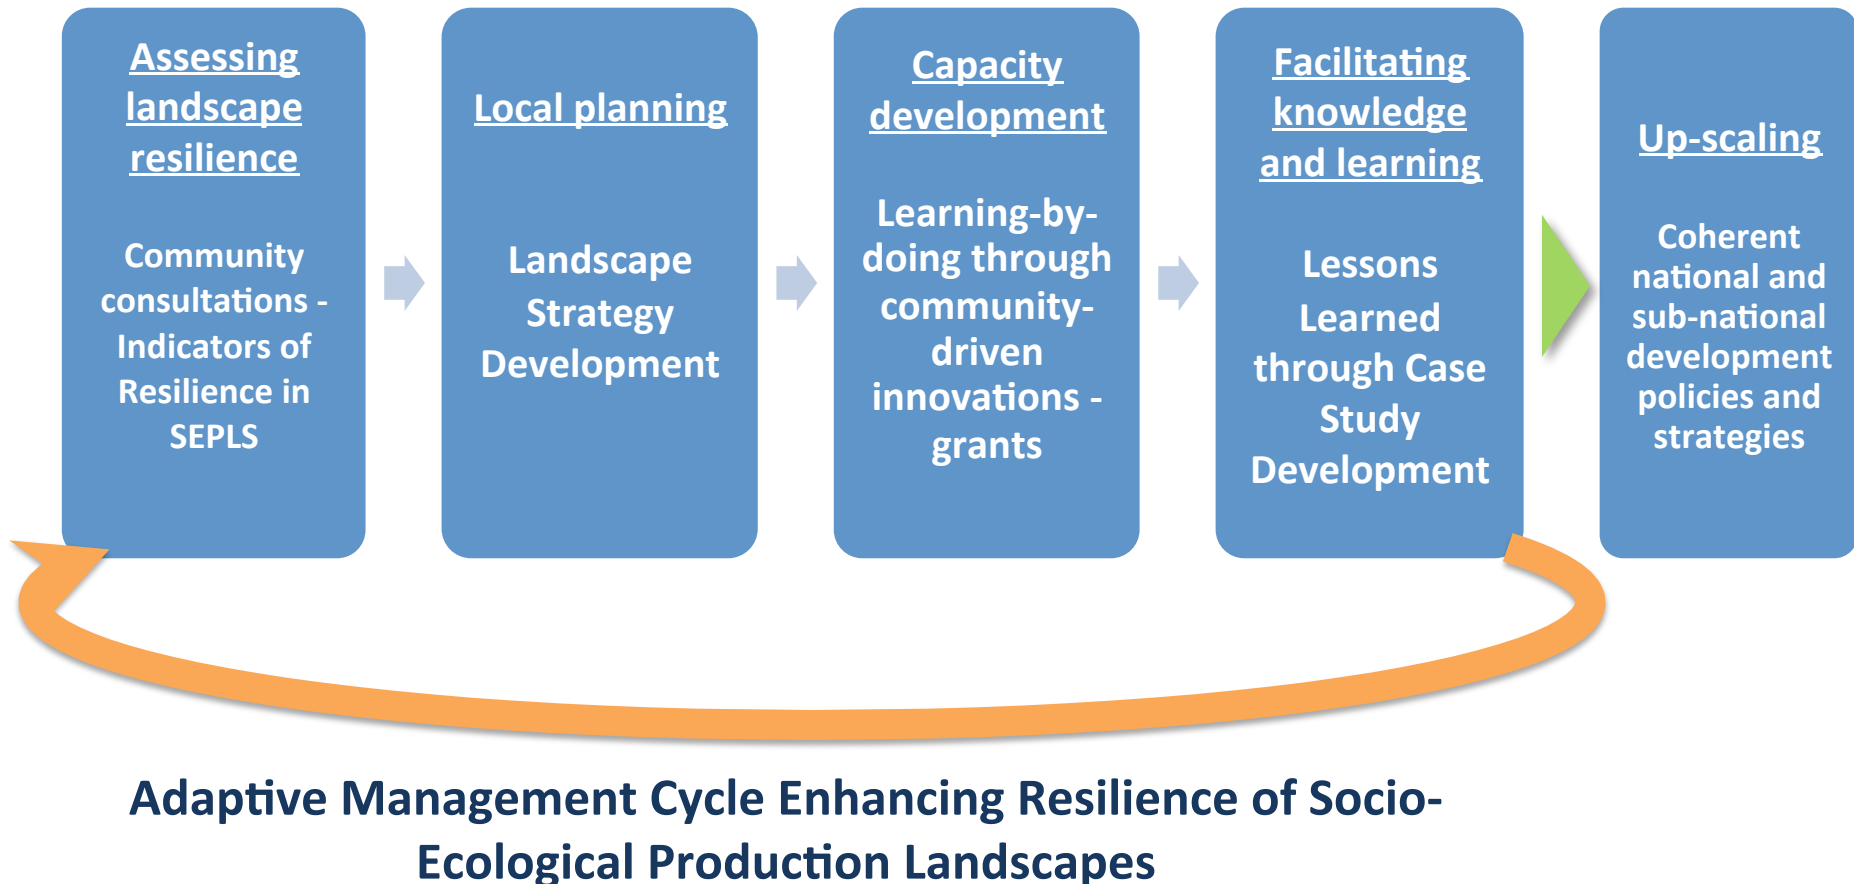 Assessing
landscape
resilience
Community
consultations -
Indicators of
Resilience in
SEPLS
Local planning
Landscape
Strategy
Development
Capacity
development
Learning-by-
doing through
community-
driven
innovations -
grants
Facilitating
knowledge
and learning
Lessons
Learned
through Case
Study
Development
Up-scaling
Coherent
national and
sub-national
development
policies and
strategies
Adaptive Management Cycle Enhancing Resilience of Socio-
Ecological Production Landscapes